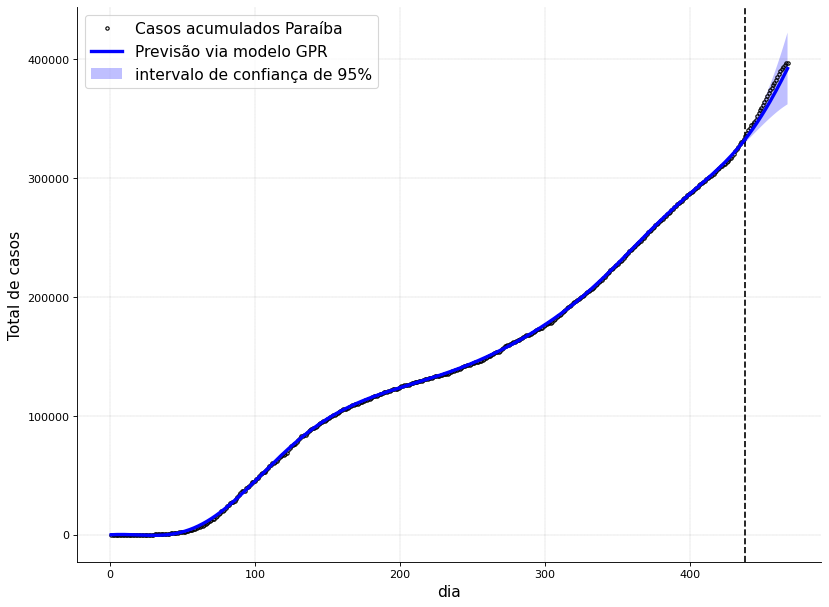 Casos acumulados Paraíba
Previsão via modelo GPR
intervalo de confiança de 95%
Total de casos
400000
300000
200000
100000
0
0 100 200 300 400
dia